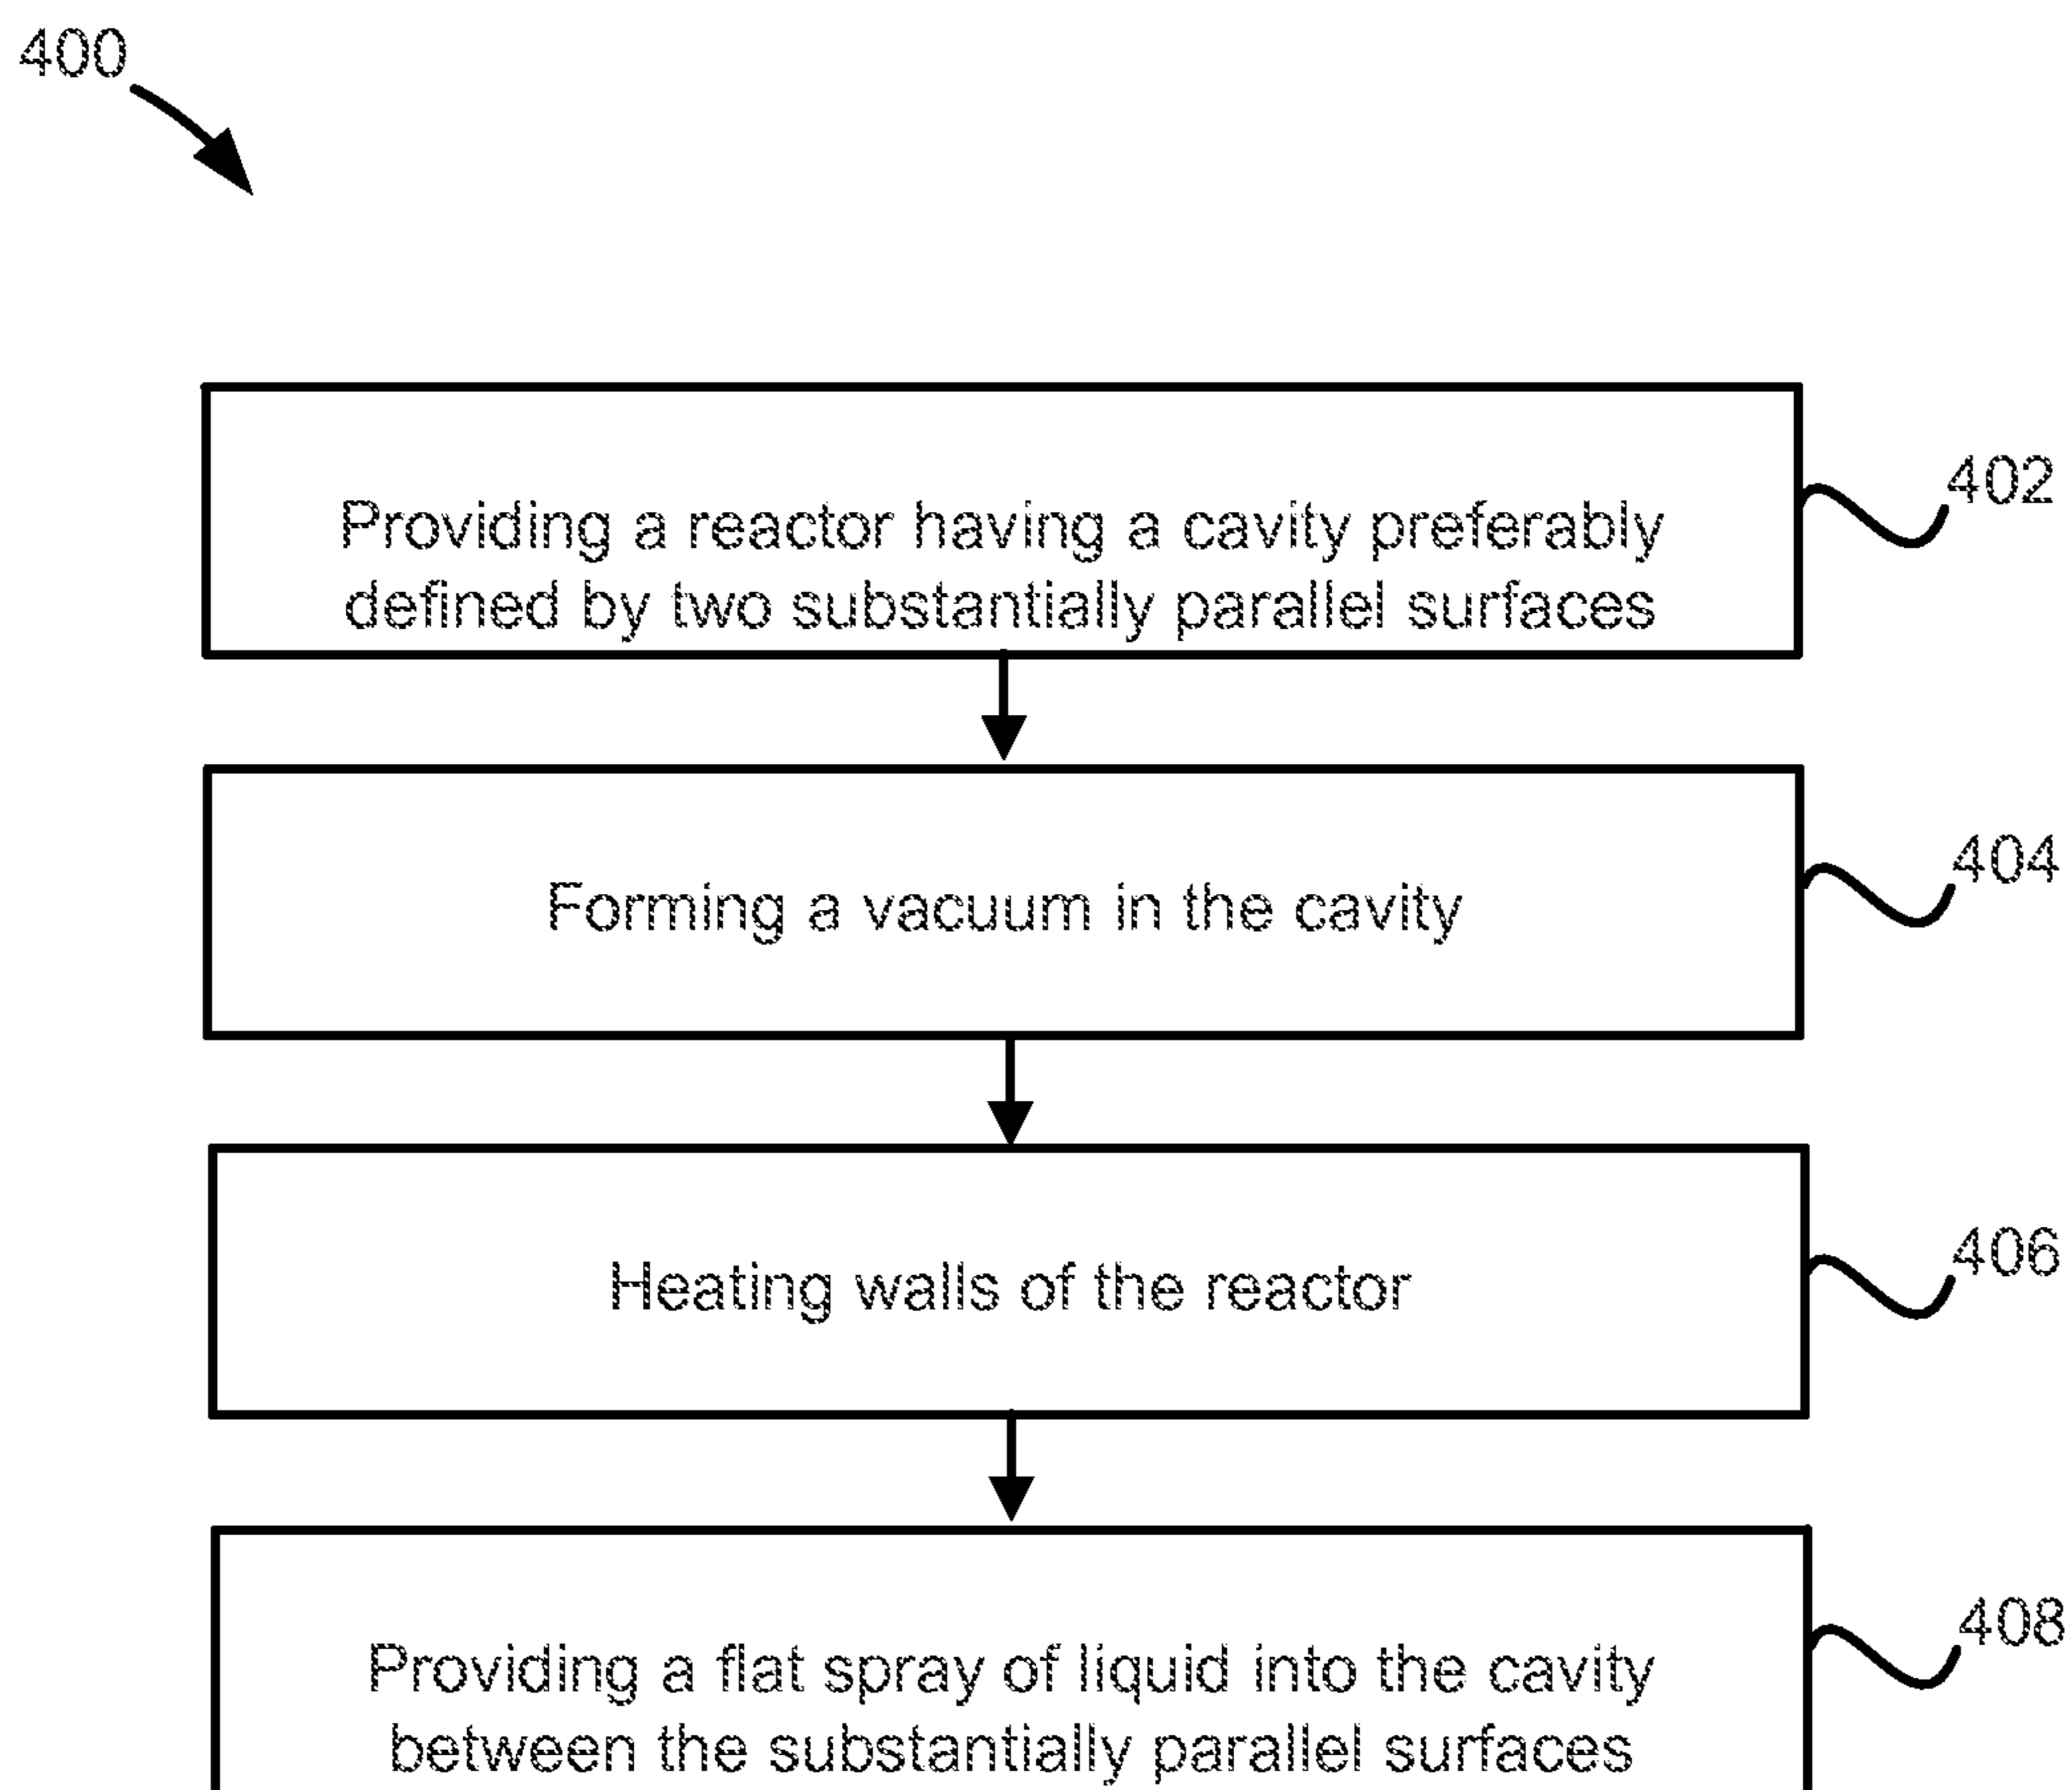 400
Providing a reactor having a cavity preferably
defined by two substantially parallel surfaces
402
Forming a vacuum in the cavity
404
Heating walls of the reactor
406
Providing a flat spray of liquid into the cavity
between the substantially parallel surfaces
408